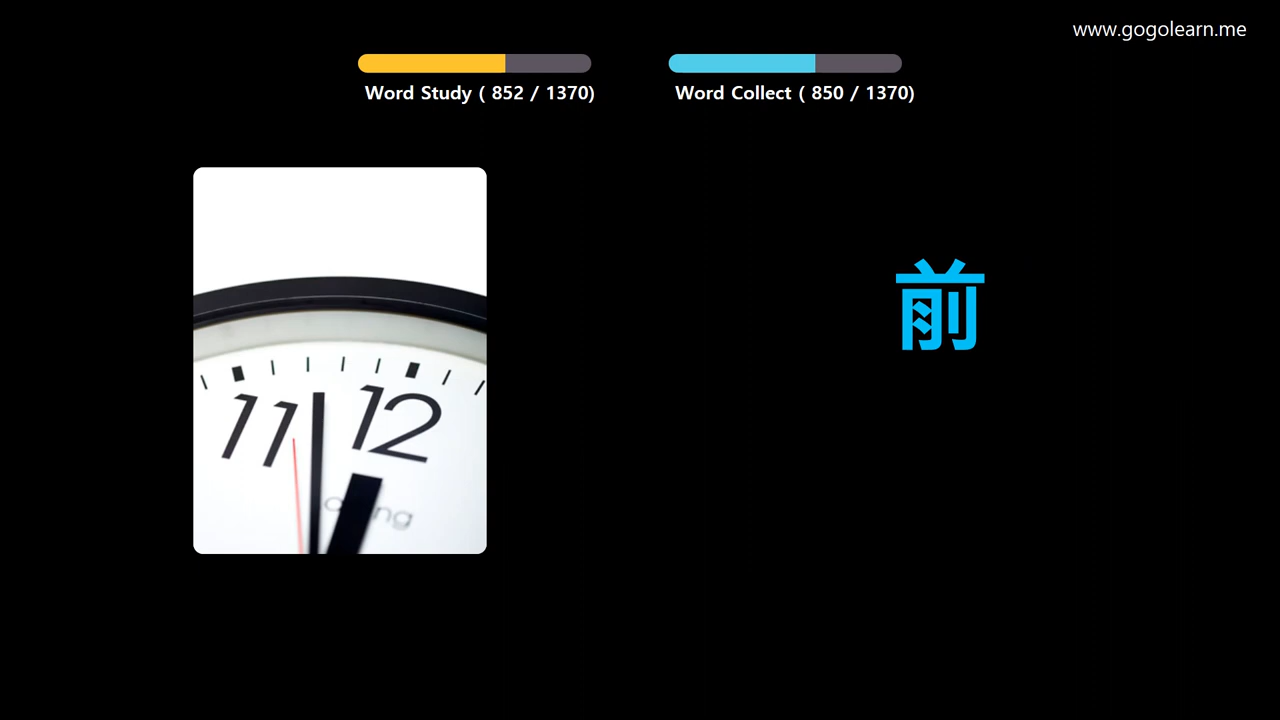 www.gogolearn.me
Word Study ( 852 / 1370)
Word Collect ( 850 / 1370)
前
11
12